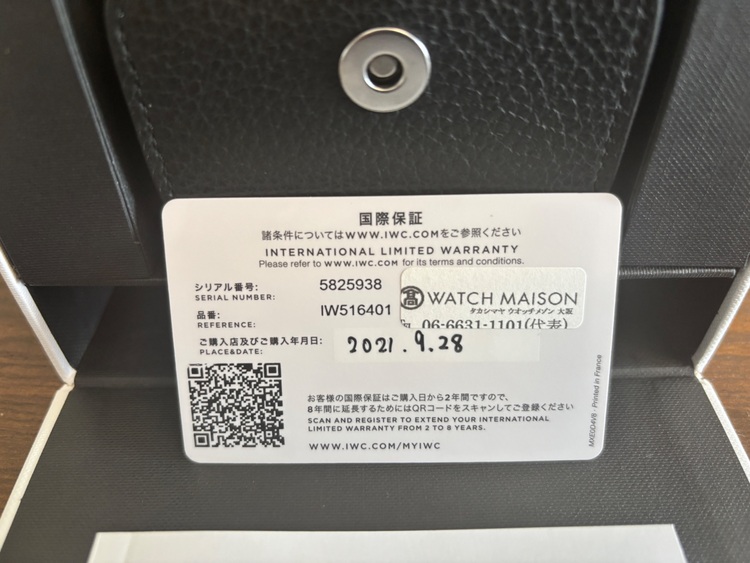 国際保証
諸条件についてはWWW.IWC.COMをご参照ください
INTERNATIONAL LIMITED WARRANTY
Please refer to WWW.IWC.COM for its terms and conditions.
シリアル番号:
SERIAL NUMBER:
5825938
品番:
REFERENCE:
IW516401
髙 WATCH MAISON
タカシマヤ ウオッチメゾン 大阪
℡ 06-6631-1101(代表)
ご購入店及びご購入年月日:
PLACE&DATE:
2021.9.28
お客様の国際保証はご購入日から2年間ですので、
8年間に延長するためにはQRコードをスキャンしてご登録ください
SCAN AND REGISTER TO EXTEND YOUR INTERNATIONAL
LIMITED WARRANTY FROM 2 TO 8 YEARS.
WWW.IWC.COM/MYIWC